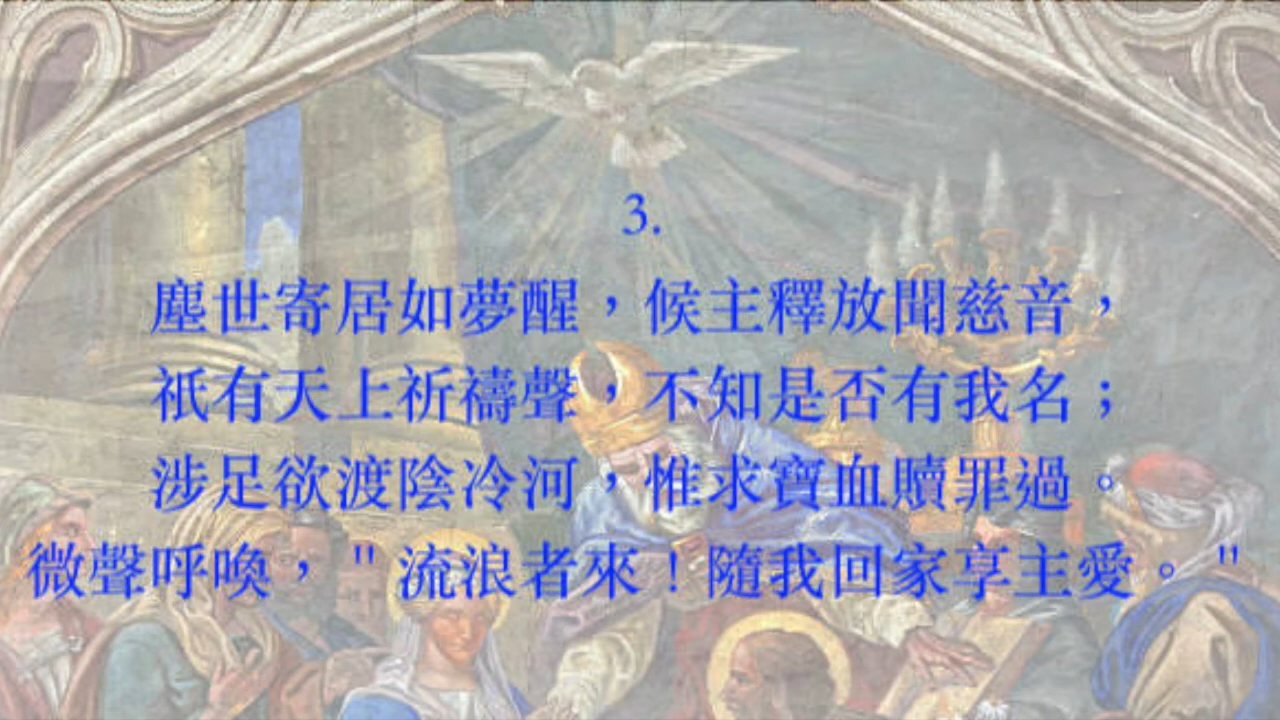 3.
塵世寄居如夢醒，候主釋放聞慈音，
祇有天上祈禱聲，不知是否有我名；
涉足欲渡陰冷河，惟求寶血贖罪過。
微聲呼喚，"流浪者來！隨我回家享主愛。"